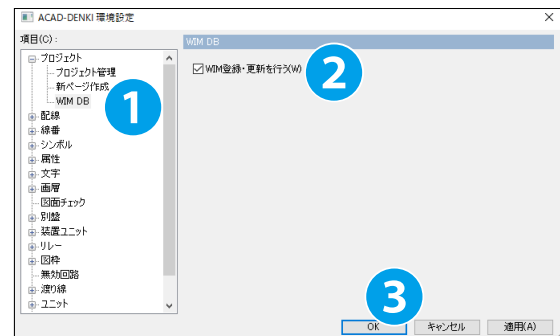 ACAD-DENKI 環境設定
項目(C) :
プロジェクト
プロジェクト管理
新ページ作成
WIM DB
配線
線番
シンボル
属性
文字
画層
図面チェック
別盤
装置ユニット
リレー
図枠
無効回路
渡り線
ユニット
1
WIM DB
WIM登録・更新を行う(W)
2
3
OK
キャンセル
適用(A)